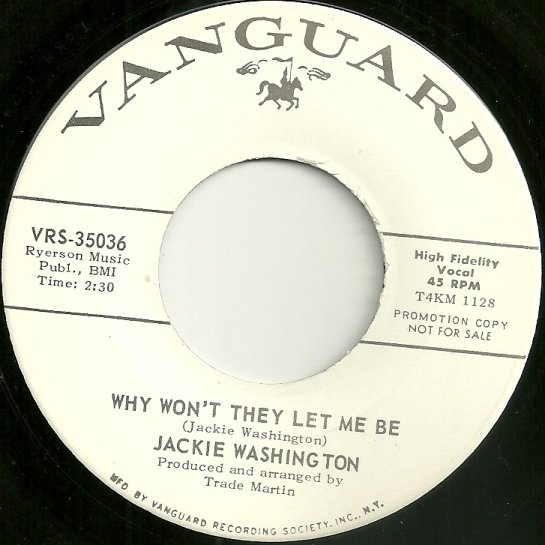 VANGUARD
VRS-35036
Ryerson Music
Publ., BMI
Time: 2:30
High Fidelity
Vocal
45 RPM
T4KM 1128
PROMOTION COPY
NOT FOR SALE
WHY WON'T THEY LET ME BE
(Jackie Washington)
JACKIE WASHINGTON
Produced and arranged by
Trade Martin
MFD BY VANGUARD RECORDING SOCIETY, INC., N.Y.